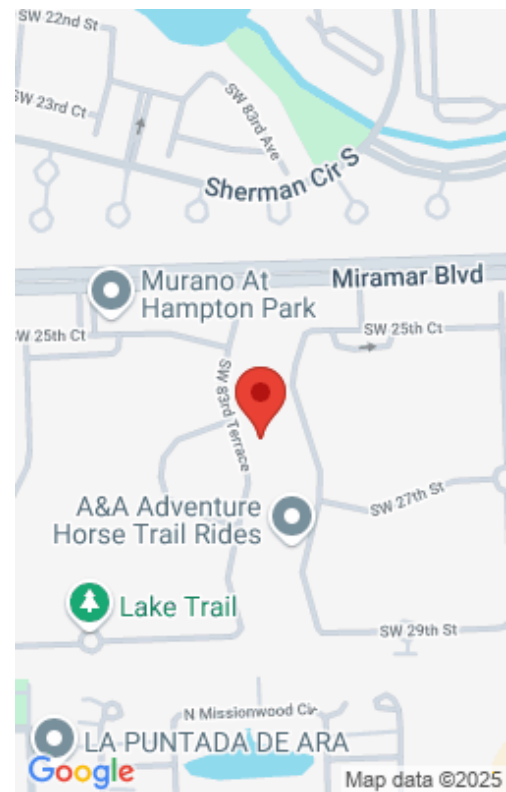 SW 22nd St
SW 23rd Ct
SW 83rd Ave
Sherman Cir S
Miramar Blvd
Murano At
Hampton Park
W 25th Ct
SW 25th Ct
SW 83rd Terrace
A&A Adventure
Horse Trail Rides
SW 27th St
Lake Trail
SW 29th St
N Missionwood Cir
LA PUNTADA DE ARA
Google
Map data ©2025